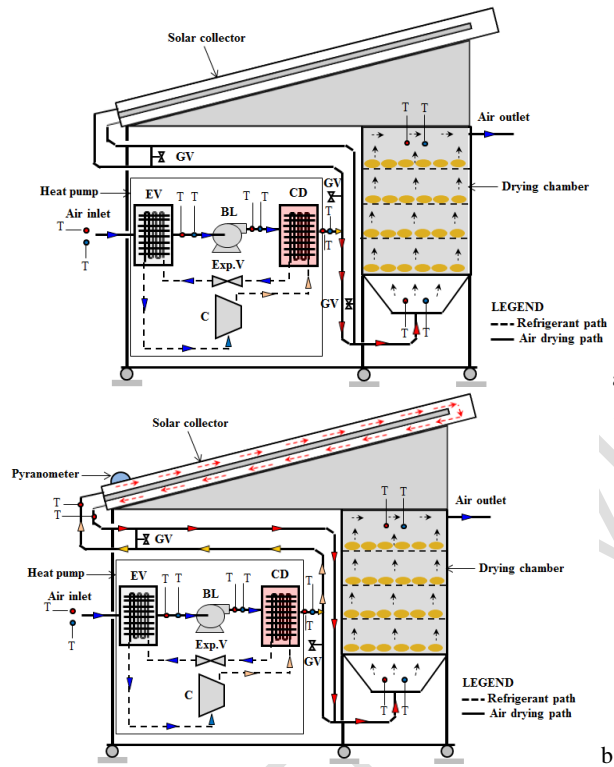 Solar collector
T T
Air outlet
GV
Heat pump
EV
T T
BL
T T
CD
GV
Drying chamber
Air inlet
T
T
T T
Exp.V
C
GV
T T
LEGEND
Refrigerant path
Air drying path
a
Solar collector
Pyranometer
T
T
T T
Air outlet
GV
Heat pump
EV
T T
BL
T T
CD
Drying chamber
Air inlet
T
T
T T
Exp.V
GV
C
T T
LEGEND
Refrigerant path
Air drying path
b